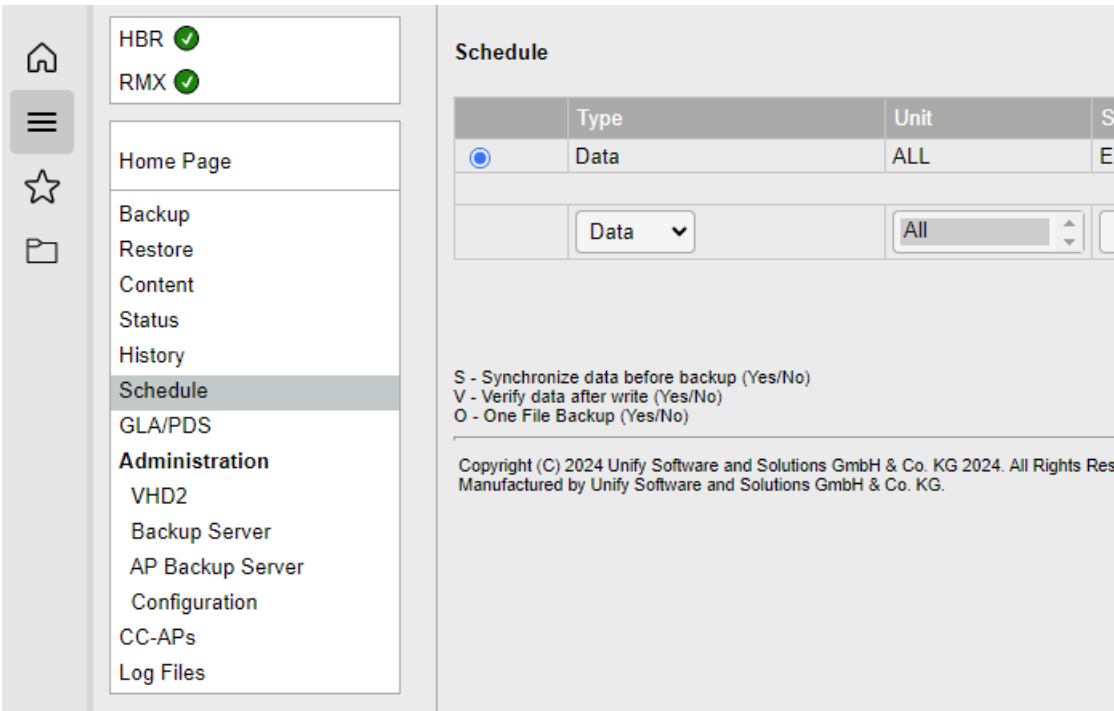 HBR
RMX
Home Page
Backup
Restore
Content
Status
History
Schedule
GLA/PDS
Administration
VHD2
Backup Server
AP Backup Server
Configuration
CC-APs
Log Files
Schedule
Type Unit S
Data ALL E
Data All
S - Synchronize data before backup (Yes/No)
V - Verify data after write (Yes/No)
O - One File Backup (Yes/No)
Copyright (C) 2024 Unify Software and Solutions GmbH & Co. KG 2024. All Rights Res
Manufactured by Unify Software and Solutions GmbH & Co. KG.